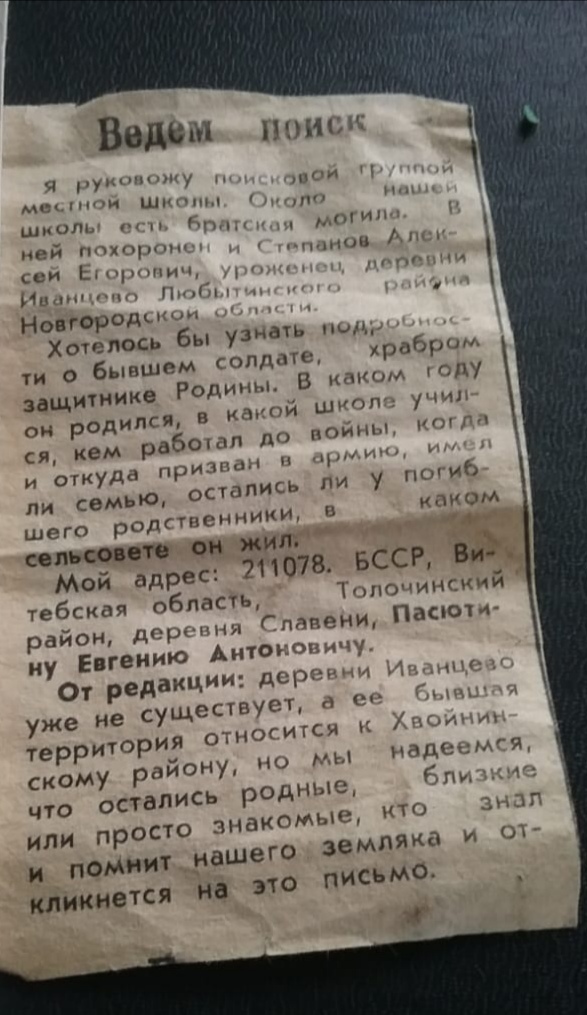 Ведем поиск
Я руковожу поисковой группой
местной школы. Около нашей
школы есть братская могила. В
ней похоронен и Степанов Алек-
сей Егорович, уроженец деревни
Иванцево Любытинского района
Новгородской области.
Хотелось бы узнать подробнос-
ти о бывшем солдате, храбром
защитнике Родины. В каком году
он родился, в какой школе учил-
ся, кем работал до войны, когда
и откуда призван в армию, имел
ли семью, остались ли у погиб-
шего родственники, в каком
сельсовете он жил.
Мой адрес: 211078. БССР, Ви-
тебская область, Толочинский
район, деревня Славени, Пасюти-
ну Евгению Антоновичу.
От редакции: деревни Иванцево
уже не существует, а ее бывшая
территория относится к Хвойнин-
скому району, но мы надеемся,
что остались родные, близкие
или просто знакомые, кто знал
и помнит нашего земляка и от-
кликнется на это письмо.